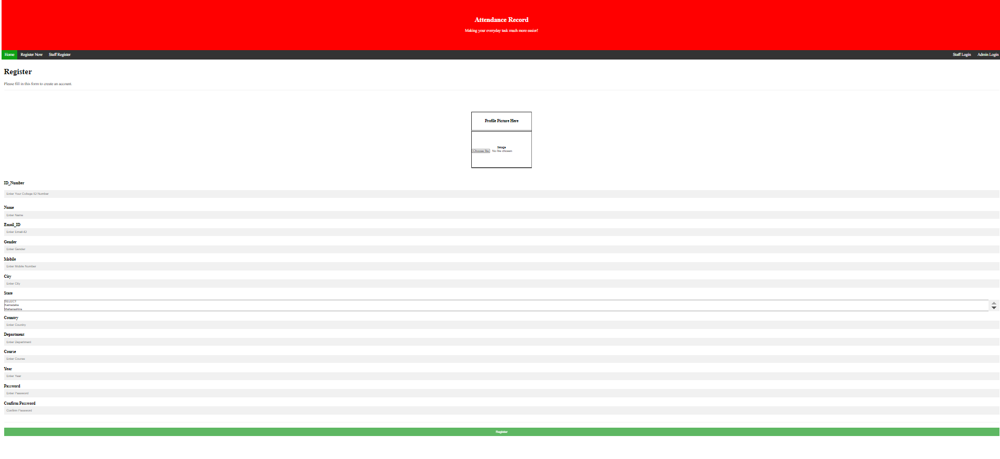 Attendance Record
Making your everyday task much more easier!
Home Register Now Staff Register Staff Login Admin Login
Register
Please fill in this form to create an account.
Profile Picture Here
Image
Choose file No file chosen
ID_Number
Enter Your College ID Number
Name
Enter Name
Email_ID
Enter Email-ID
Gender
Enter Gender
Mobile
Enter Mobile Number
City
Enter City
State
SELECT
Karnataka
Maharashtra
Country
Enter Country
Department
Enter Department
Course
Enter Course
Year
Enter Year
Password
Enter Password
Confirm Password
Confirm Password
Register